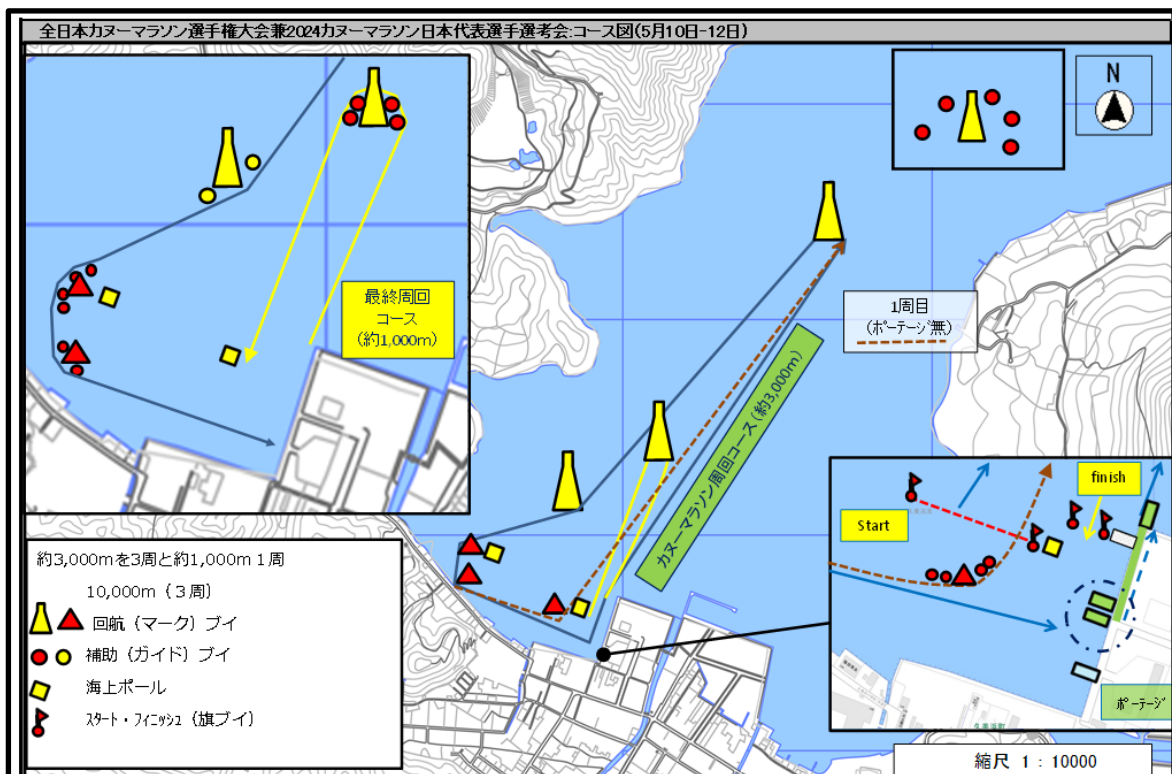 全日本カヌーマラソン選手権大会兼2024カヌーマラソン日本代表選手選考会:コース図(5月10日-12日)
N
最終周回
コース
(約1,000m)
1周目
(ポーテージ無)
カヌーマラソン周回コース(約3,000m)
約3,000mを3周と約1,000m 1周
10,000m (3周)
回航 (マーク) ブイ
補助 (ガイド) ブイ
海上ポール
スタート・フィニッシュ (旗ブイ)
Start
finish
久美浜町
ポーテージ
縮尺 1 : 10000